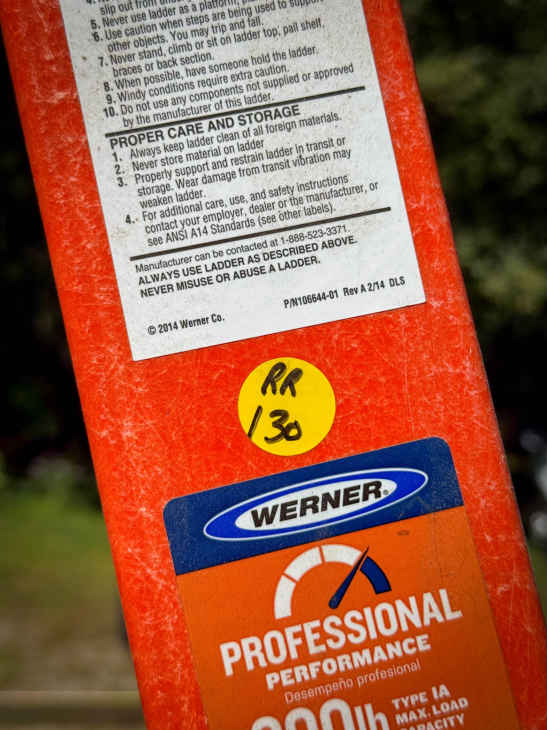 slip out from under
5. Never use ladder as a platform,
6. Use caution when steps are being used to support
other objects. You may trip and fall.
7. Never stand, climb or sit on ladder top, pail shelf,
braces or back section.
8. When possible, have someone hold the ladder.
9. Windy conditions require extra caution.
10. Do not use any components not supplied or approved
by the manufacturer of this ladder.
PROPER CARE AND STORAGE
1. Always keep ladder clean of all foreign materials.
2. Never store material on ladder
3. Properly support and restrain ladder in transit or
storage. Wear damage from transit vibration may
weaken ladder.
4. For additional care, use, and safety instructions
contact your employer, dealer or the manufacturer, or
see ANSI A14 Standards (see other labels).
Manufacturer can be contacted at 1-888-523-3371.
ALWAYS USE LADDER AS DESCRIBED ABOVE.
NEVER MISUSE OR ABUSE A LADDER.
P/N106644-01 Rev A 2/14 DLS
© 2014 Werner Co.
RR
130
WERNER®
PROFESSIONAL
PERFORMANCE
Desempeño profesional
300lb
TYPE IA
MAX. LOAD
CAPACITY